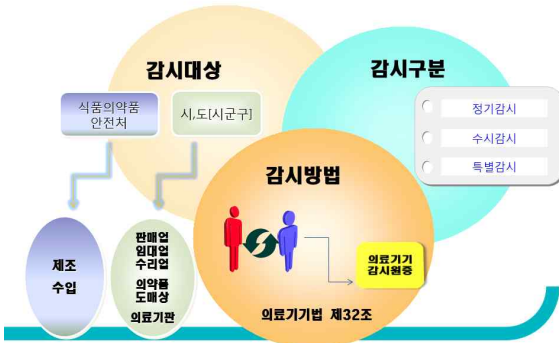 감시대상
감시구분
식품의약품
안전처
시,도[시군구]
정기감시
수시감시
특별감시
감시방법
제조
수입
판매업
임대업
수리업
의약품
도매상
의료기관
의료기기
감시원증
의료기기법 제32조